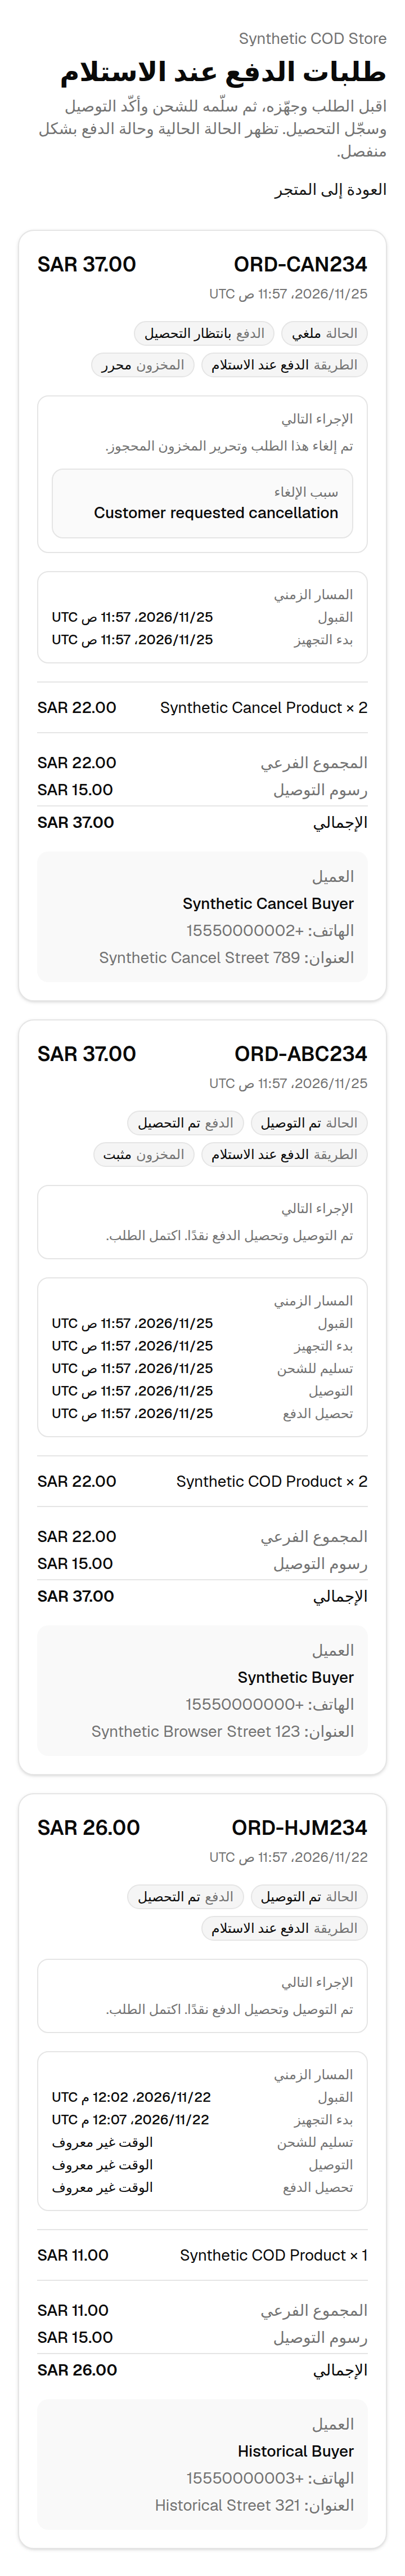 Synthetic COD Store
طلبات الدفع عند الاستلام
اقبل الطلب وجهّزه، ثم سلّمه للشحن وأكّد التوصيل
وسجّل التحصيل. تظهر الحالة الحالية وحالة الدفع بشكل
منفصل.
العودة إلى المتجر
ORD-CAN234 SAR 37.00
2026/11/25، 11:57 ص UTC
الحالة ملغي الدفع بانتظار التحصيل
الطريقة الدفع عند الاستلام المخزون محرر
الإجراء التالي
تم إلغاء هذا الطلب وتحرير المخزون المحجوز.
سبب الإلغاء
Customer requested cancellation
المسار الزمني
القبول 2026/11/25، 11:57 ص UTC
بدء التجهيز 2026/11/25، 11:57 ص UTC
Synthetic Cancel Product × 2 SAR 22.00
المجموع الفرعي SAR 22.00
رسوم التوصيل SAR 15.00
الإجمالي SAR 37.00
العميل
Synthetic Cancel Buyer
الهاتف: +15550000002
العنوان: Synthetic Cancel Street 789
ORD-ABC234 SAR 37.00
2026/11/25، 11:57 ص UTC
الحالة تم التوصيل الدفع تم التحصيل
الطريقة الدفع عند الاستلام المخزون مثبت
الإجراء التالي
تم التوصيل وتحصيل الدفع نقدًا. اكتمل الطلب.
المسار الزمني
القبول 2026/11/25، 11:57 ص UTC
بدء التجهيز 2026/11/25، 11:57 ص UTC
تسليم للشحن 2026/11/25، 11:57 ص UTC
التوصيل 2026/11/25، 11:57 ص UTC
تحصيل الدفع 2026/11/25، 11:57 ص UTC
Synthetic COD Product × 2 SAR 22.00
المجموع الفرعي SAR 22.00
رسوم التوصيل SAR 15.00
الإجمالي SAR 37.00
العميل
Synthetic Buyer
الهاتف: +15550000000
العنوان: Synthetic Browser Street 123
ORD-HJM234 SAR 26.00
2026/11/22، 11:57 ص UTC
الحالة تم التوصيل الدفع تم التحصيل
الطريقة الدفع عند الاستلام
الإجراء التالي
تم التوصيل وتحصيل الدفع نقدًا. اكتمل الطلب.
المسار الزمني
القبول 2026/11/22، 12:02 م UTC
بدء التجهيز 2026/11/22، 12:07 م UTC
تسليم للشحن الوقت غير معروف
التوصيل الوقت غير معروف
تحصيل الدفع الوقت غير معروف
Synthetic COD Product × 1 SAR 11.00
المجموع الفرعي SAR 11.00
رسوم التوصيل SAR 15.00
الإجمالي SAR 26.00
العميل
Historical Buyer
الهاتف: +15550000003
العنوان: Historical Street 321